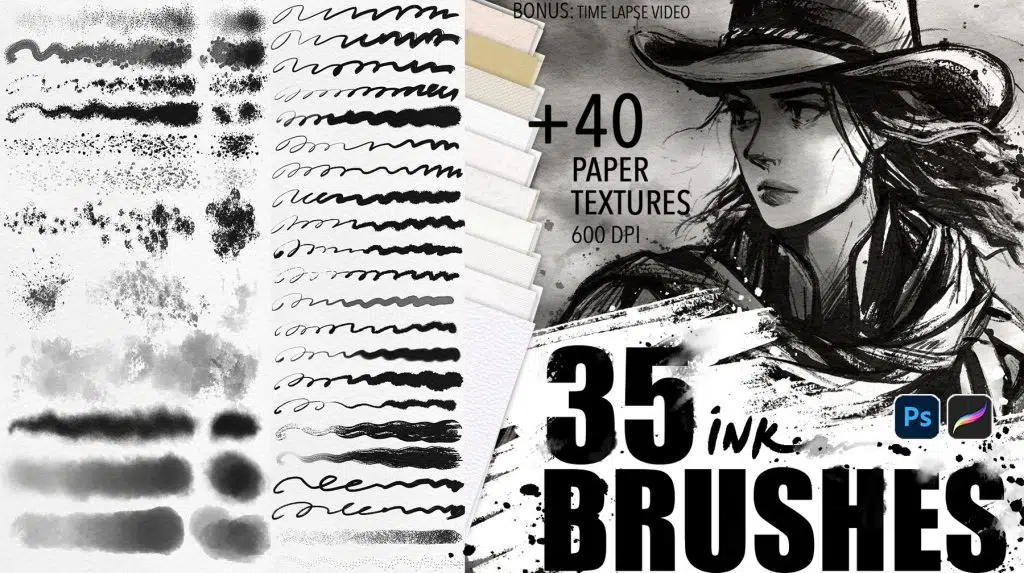 BONUS: TIME LAPSE VIDEO
+40
PAPER
TEXTURES
600 DPI
35 INK
BRUSHES
Ps